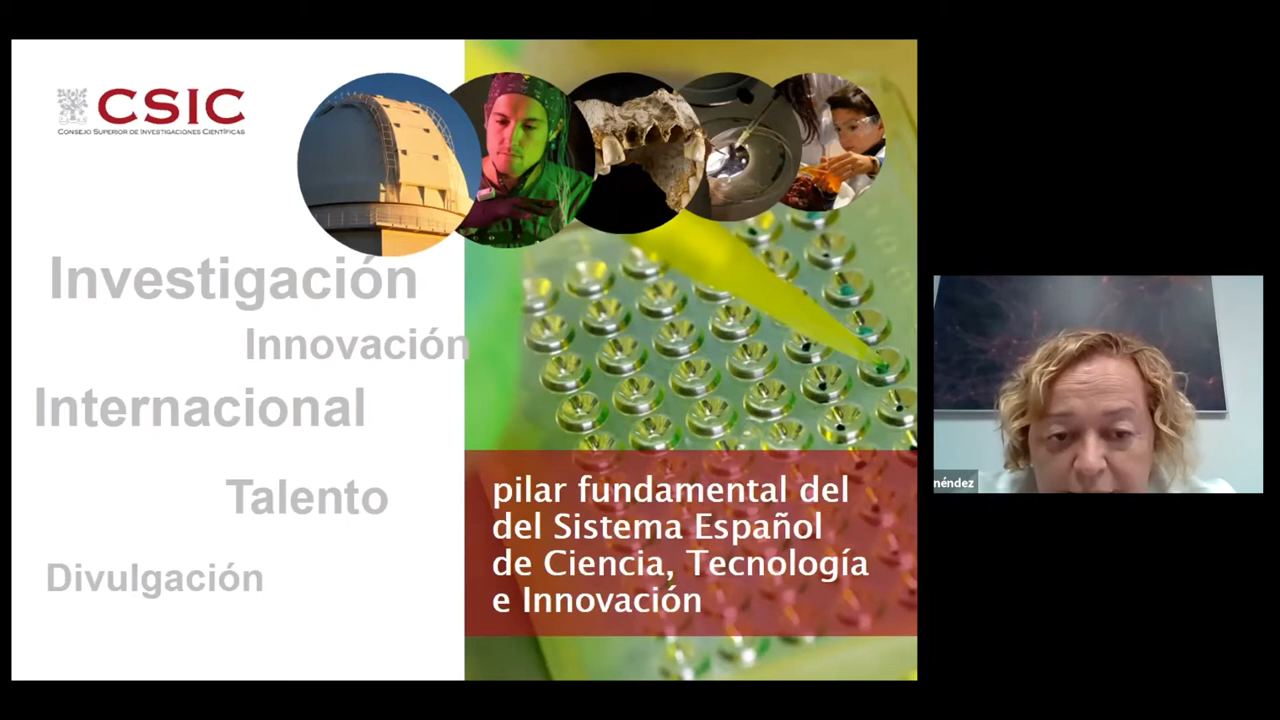 CSIC
CONSEJO SUPERIOR DE INVESTIGACIONES CIENTÍFICAS
Investigación
Innovación
Internacional
Talento
Divulgación
pilar fundamental del
del Sistema Español
de Ciencia, Tecnología
e Innovación
néndez